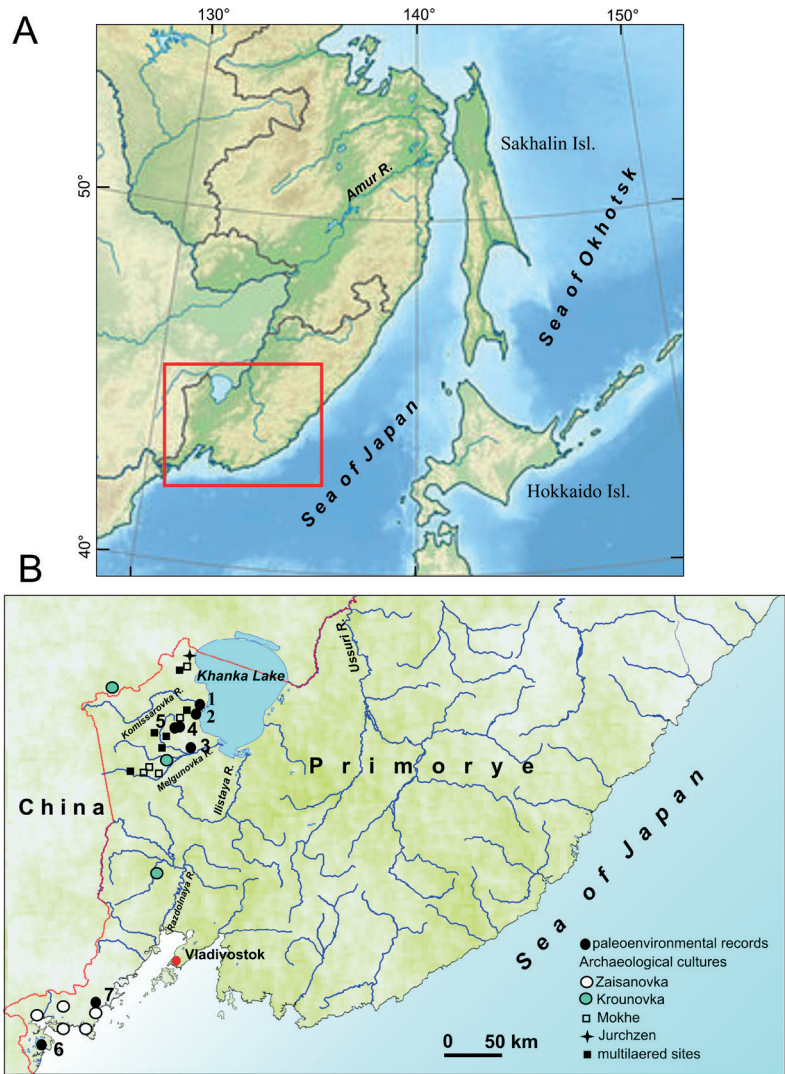 A
130°
140°
150°
50°
40°
Sakhalin Isl.
Amur R.
Sea of Okhotsk
Sea of Japan
Hokkaido Isl.
B
Ussuri R.
Khanka Lake
Komissarovka R.
1
2
5
4
3
Melgunovka R.
Ilistaya R.
Primorye
China
Razdolnaya R.
Sea of Japan
Vladivostok
7
6
paleoenvironmental records
Archaeological cultures
Zaisanovka
Krounovka
Mokhe
Jurchzen
multilaered sites
0 50 km